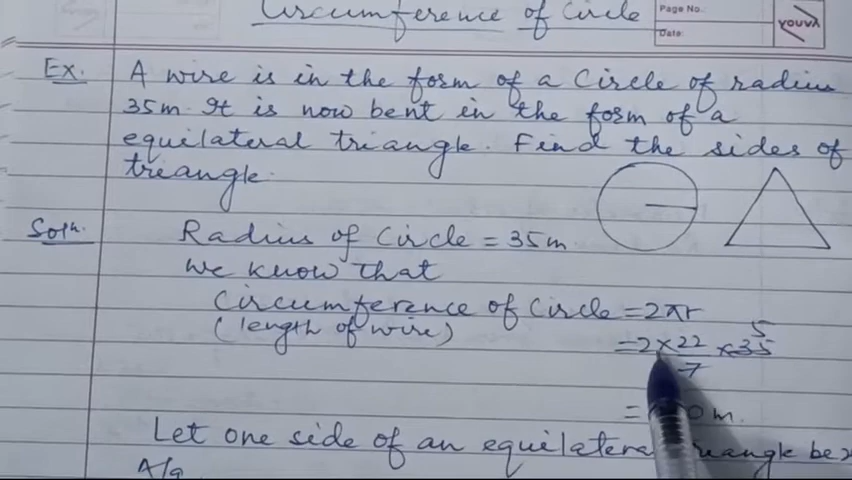 Circumference of Circle
Page No.
Date:
YOUVA
Ex. A wire is in the form of a Circle of radius
35m. It is now bent in the form of a
equilateral triangle. Find the sides of
triangle.
Soln. Radius of Circle = 35m
We know that
Circumference of Circle = 2πr
(length of wire)
= 2 × 22/7 × 35 5
= 0 m.
Let one side of an equilateral triangle be x
A/q